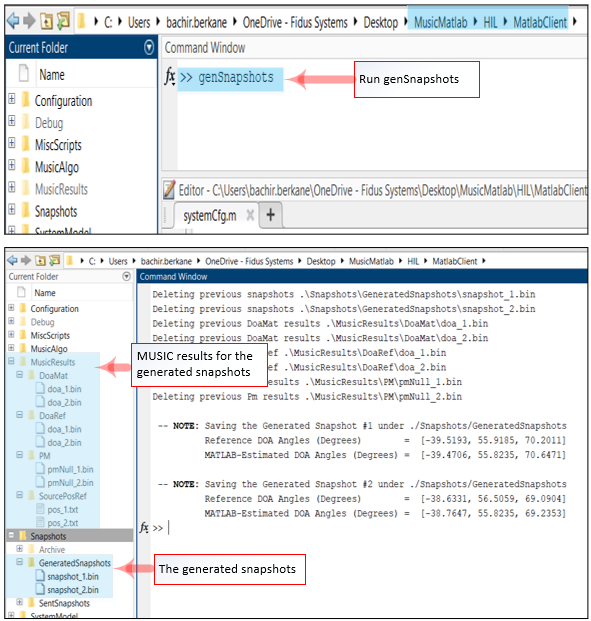 C: ▸ Users ▸ bachir.berkane ▸ OneDrive - Fidus Systems ▸ Desktop ▸ MusicMatlab ▸ HIL ▸ MatlabClient ▸
Current Folder
Name
Configuration
Debug
MiscScripts
MusicAlgo
MusicResults
Snapshots
SystemModel
Command Window
fx >> genSnapshots
Run genSnapshots
Editor - C:\Users\bachir.berkane\OneDrive - Fidus Systems\Desktop\MusicMatlab\HIL\MatlabClient
systemCfg.m × +
C: ▸ Users ▸ bachir.berkane ▸ OneDrive - Fidus Systems ▸ Desktop ▸ MusicMatlab ▸ HIL ▸ MatlabClient ▸
Current Folder
Name
Configuration
Debug
MiscScripts
MusicAlgo
MusicResults
DoaMat
doa_1.bin
doa_2.bin
DoaRef
doa_1.bin
doa_2.bin
PM
pmNull_1.bin
pmNull_2.bin
SourcePosRef
pos_1.txt
pos_2.txt
Snapshots
Archive
GeneratedSnapshots
snapshot_1.bin
snapshot_2.bin
SentSnapshots
SystemModel
MUSIC results for the
generated snapshots
The generated snapshots
Command Window
Deleting previous snapshots .\Snapshots\GeneratedSnapshots\snapshot_1.bin
Deleting previous snapshots .\Snapshots\GeneratedSnapshots\snapshot_2.bin
Deleting previous DoaMat results .\MusicResults\DoaMat\doa_1.bin
Deleting previous DoaMat results .\MusicResults\DoaMat\doa_2.bin
ef results .\MusicResults\DoaRef\doa_1.bin
ef results .\MusicResults\DoaRef\doa_2.bin
results .\MusicResults\PM\pmNull_1.bin
Deleting previous Pm results .\MusicResults\PM\pmNull_2.bin
-- NOTE: Saving the Generated Snapshot #1 under ./Snapshots/GeneratedSnapshots
Reference DOA Angles (Degrees) = [-39.5193, 55.9185, 70.2011]
MATLAB-Estimated DOA Angles (Degrees) = [-39.4706, 55.8235, 70.6471]
-- NOTE: Saving the Generated Snapshot #2 under ./Snapshots/GeneratedSnapshots
Reference DOA Angles (Degrees) = [-38.6331, 56.5059, 69.0904]
MATLAB-Estimated DOA Angles (Degrees) = [-38.7647, 55.8235, 69.2353]
fx >>